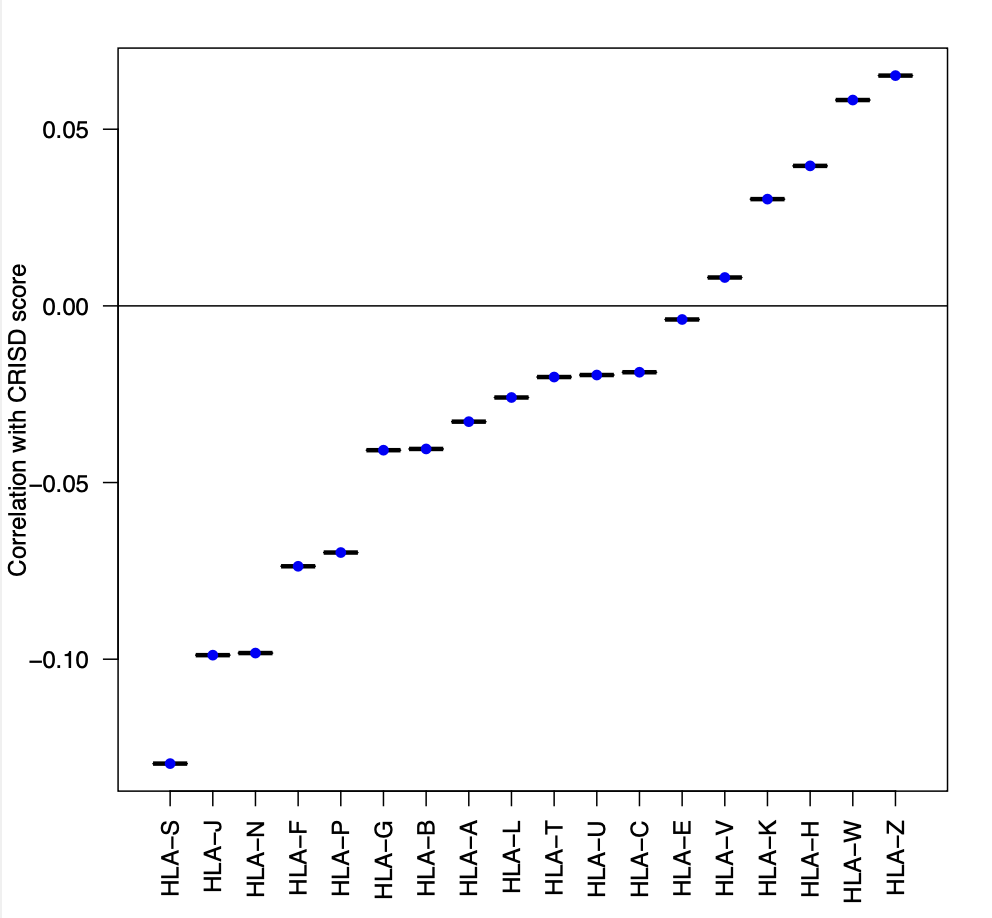 Correlation with CRISD score
0.05
0.00
−0.05
−0.10
HLA−S
HLA−J
HLA−N
HLA−F
HLA−P
HLA−G
HLA−B
HLA−A
HLA−L
HLA−T
HLA−U
HLA−C
HLA−E
HLA−V
HLA−K
HLA−H
HLA−W
HLA−Z